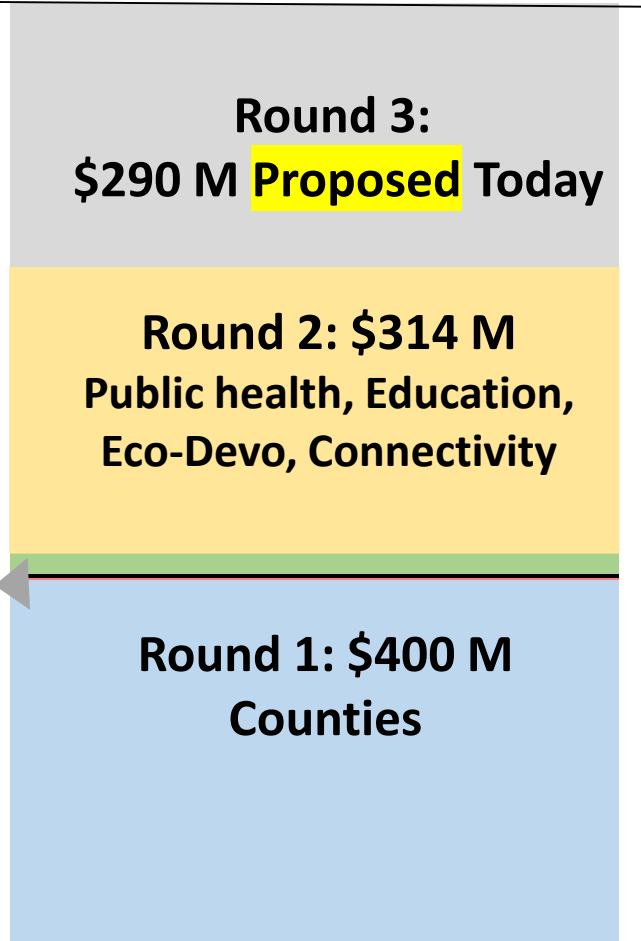 Round 3:
$290 M Proposed Today
Round 2: $314 M
Public health, Education,
Eco-Devo, Connectivity
Round 1: $400 M
Counties